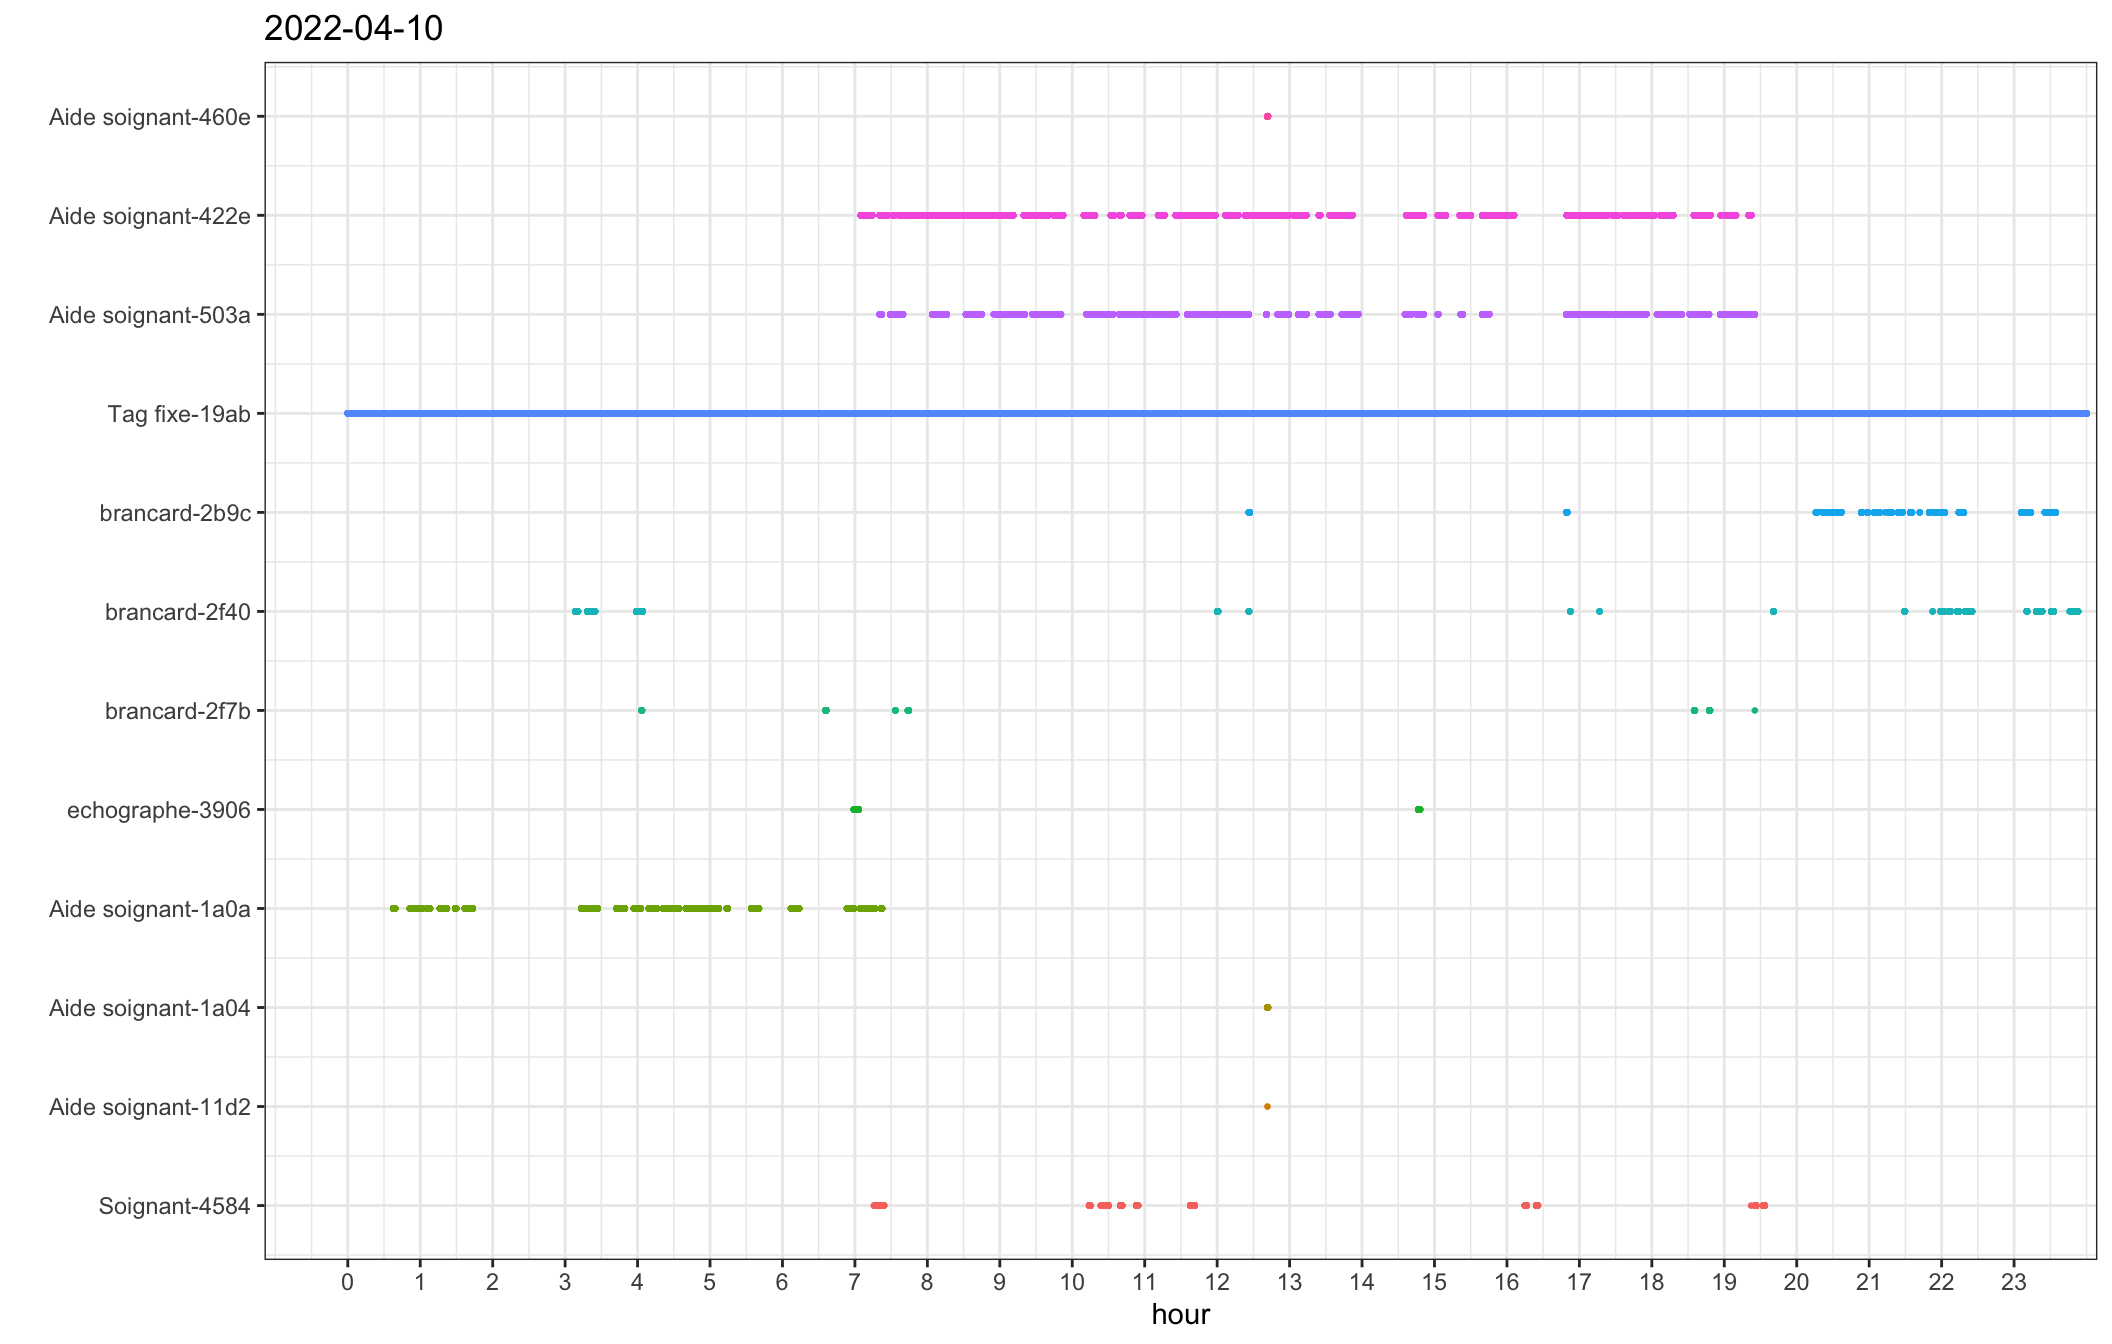 2022-04-10
Aide soignant-460e
Aide soignant-422e
Aide soignant-503a
Tag fixe-19ab
brancard-2b9c
brancard-2f40
brancard-2f7b
echographe-3906
Aide soignant-1a0a
Aide soignant-1a04
Aide soignant-11d2
Soignant-4584
0 1 2 3 4 5 6 7 8 9 10 11 12 13 14 15 16 17 18 19 20 21 22 23
hour